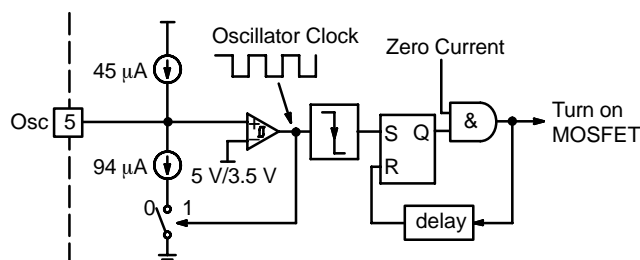 Oscillator Clock
Zero Current
45 μA
Osc
5
+
−
S
Q
&
Turn on
MOSFET
94 μA
5 V/3.5 V
R
0
1
delay